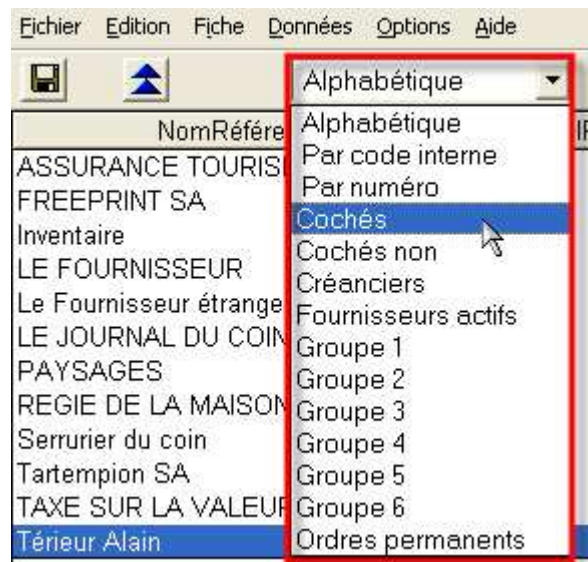 Fichier Edition Fiche Données Options Aide
Alphabétique
NomRéfére
Alphabétique
Par code interne
Par numéro
Cochés
Cochés non
Créanciers
Fournisseurs actifs
Groupe 1
Groupe 2
Groupe 3
Groupe 4
Groupe 5
Groupe 6
Ordres permanents
ASSURANCE TOURIS
FREEPRINT SA
Inventaire
LE FOURNISSEUR
Le Fournisseur étrange
LE JOURNAL DU COIN
PAYSAGES
REGIE DE LA MAISON
Serrurier du coin
Tartempion SA
TAXE SUR LA VALEUR
Térieur Alain